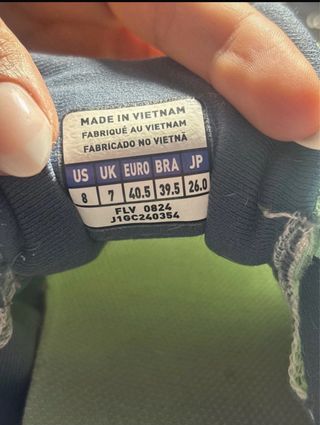 MADE IN VIETNAM
FABRIQUÉ AU VIETNAM
FABRICADO NO VIETNÃ
US UK EURO BRA JP
8 7 40.5 39.5 26.0
FLV 0824
J1GC240354